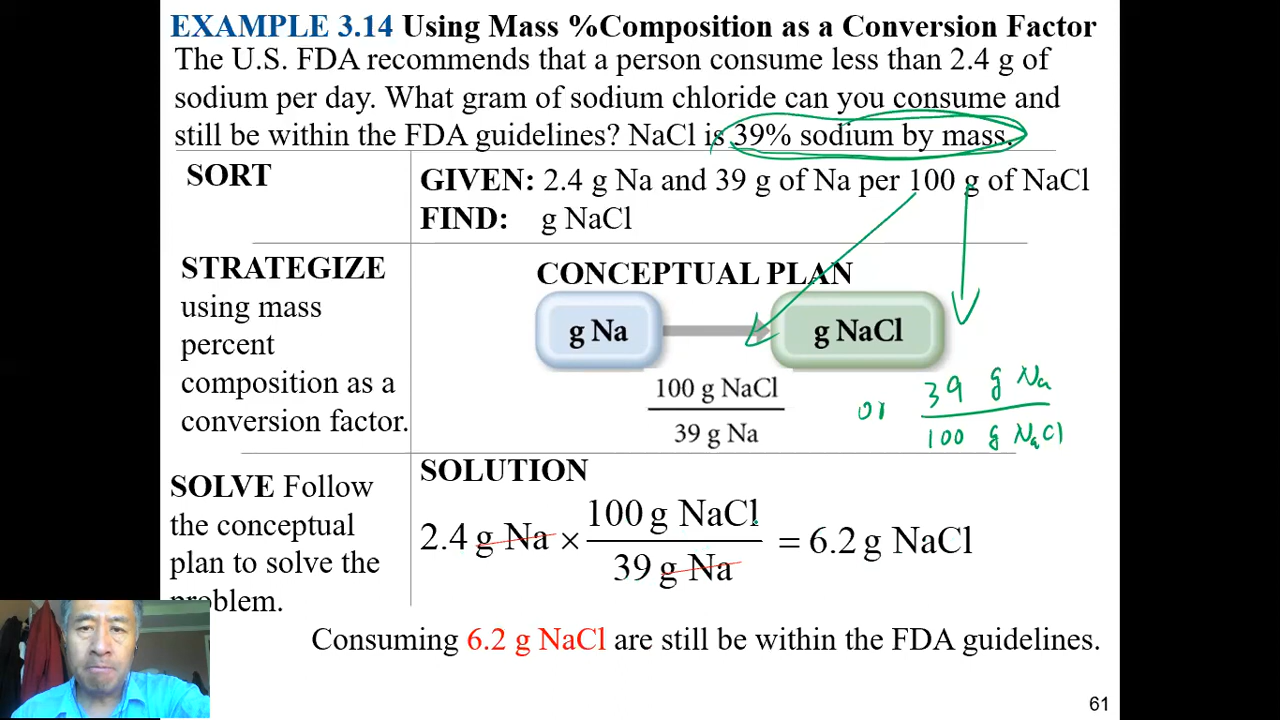 EXAMPLE 3.14 Using Mass %Composition as a Conversion Factor
The U.S. FDA recommends that a person consume less than 2.4 g of
sodium per day. What gram of sodium chloride can you consume and
still be within the FDA guidelines? NaCl is 39% sodium by mass.
SORT
GIVEN: 2.4 g Na and 39 g of Na per 100 g of NaCl
FIND: g NaCl
STRATEGIZE
using mass
percent
composition as a
conversion factor.
CONCEPTUAL PLAN
g Na
g NaCl
100 g NaCl
39 g Na
or
39 g Na
100 g NaCl
SOLVE Follow
the conceptual
plan to solve the
problem.
SOLUTION
2.4 g Na × 100 g NaCl
39 g Na
= 6.2 g NaCl
Consuming 6.2 g NaCl are still be within the FDA guidelines.
61